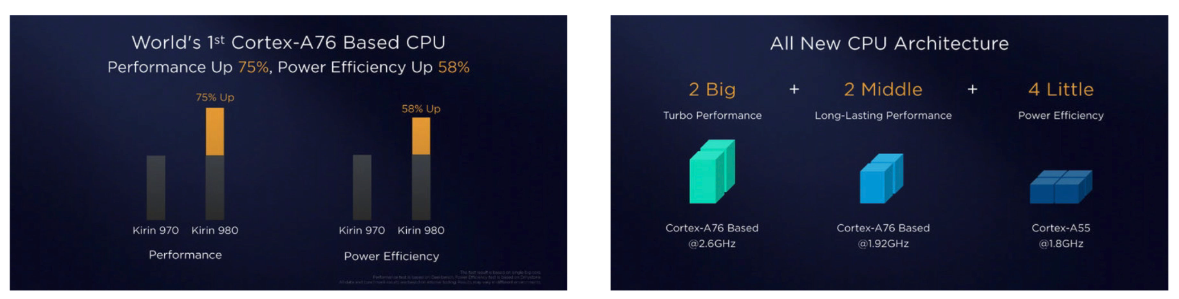 World's 1st Cortex-A76 Based CPU
Performance Up 75%, Power Efficiency Up 58%
75% Up
58% Up
Kirin 970 Kirin 980
Kirin 970 Kirin 980
Performance
Power Efficiency
All New CPU Architecture
2 Big + 2 Middle + 4 Little
Turbo Performance
Long-Lasting Performance
Power Efficiency
Cortex-A76 Based
@2.6GHz
Cortex-A76 Based
@1.92GHz
Cortex-A55
@1.8GHz